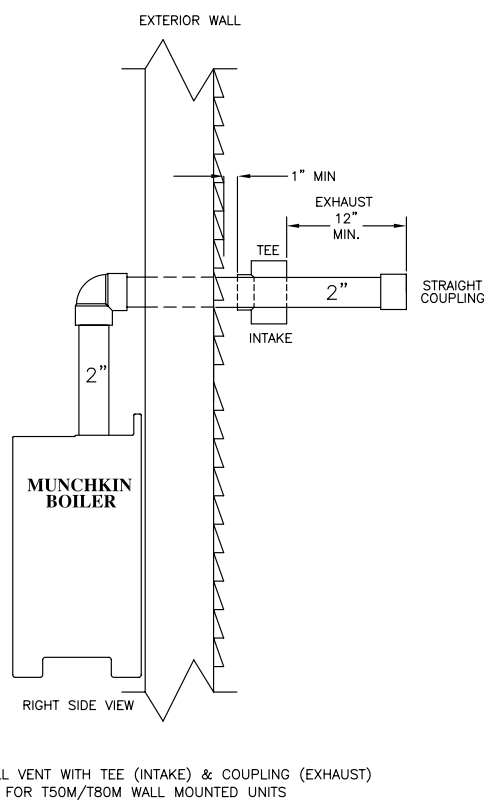 EXTERIOR WALL
1" MIN
EXHAUST
12"
MIN.
TEE
2"
STRAIGHT
COUPLING
INTAKE
2"
MUNCHKIN
BOILER
RIGHT SIDE VIEW
VENT WITH TEE (INTAKE) & COUPLING (EXHAUST)
FOR T50M/T80M WALL MOUNTED UNITS